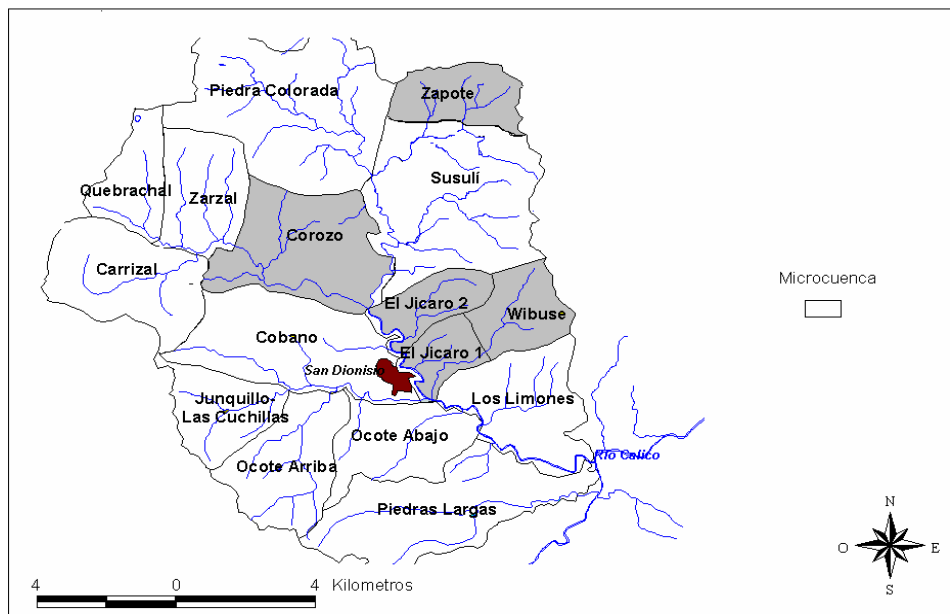 Piedra Colorada
Zapote
Quebrachal
Zarzal
Susulí
Corozo
Carrizal
Microcuenca
El Jicaro 2
Wibuse
Cobano
El Jicaro 1
San Dionisio
Junquillo-
Las Cuchillas
Los Limones
Ocote Abajo
Ocote Arriba
Río Calico
Piedras Largas
N
O
E
S
4 0 4 Kilometros